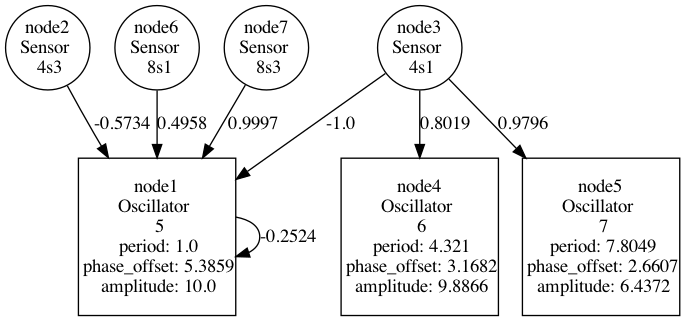 node2
Sensor
4s3
node6
Sensor
8s1
node7
Sensor
8s3
node3
Sensor
4s1
-0.5734
0.4958
0.9997
-1.0
0.8019
0.9796
node1
Oscillator
5
period: 1.0
phase_offset: 5.3859
amplitude: 10.0
-0.2524
node4
Oscillator
6
period: 4.321
phase_offset: 3.1682
amplitude: 9.8866
node5
Oscillator
7
period: 7.8049
phase_offset: 2.6607
amplitude: 6.4372